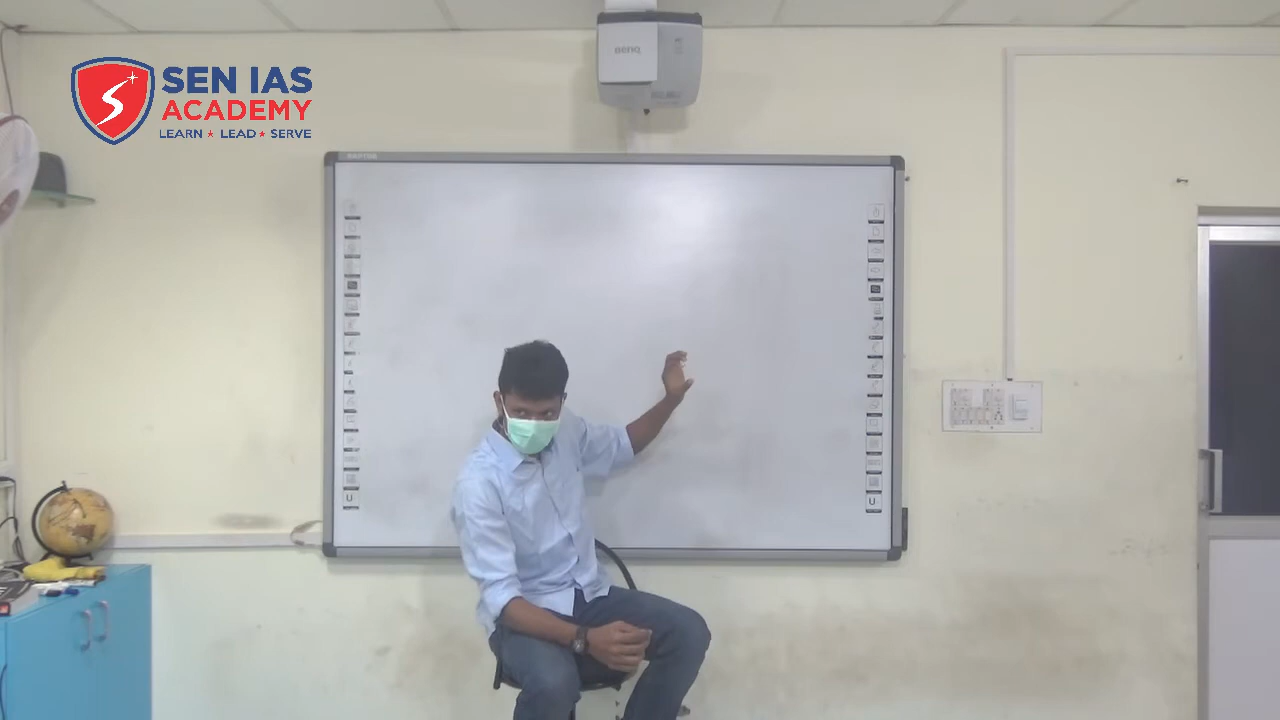 SEN IAS
ACADEMY
LEARN ★ LEAD ★ SERVE
BENQ
U
U